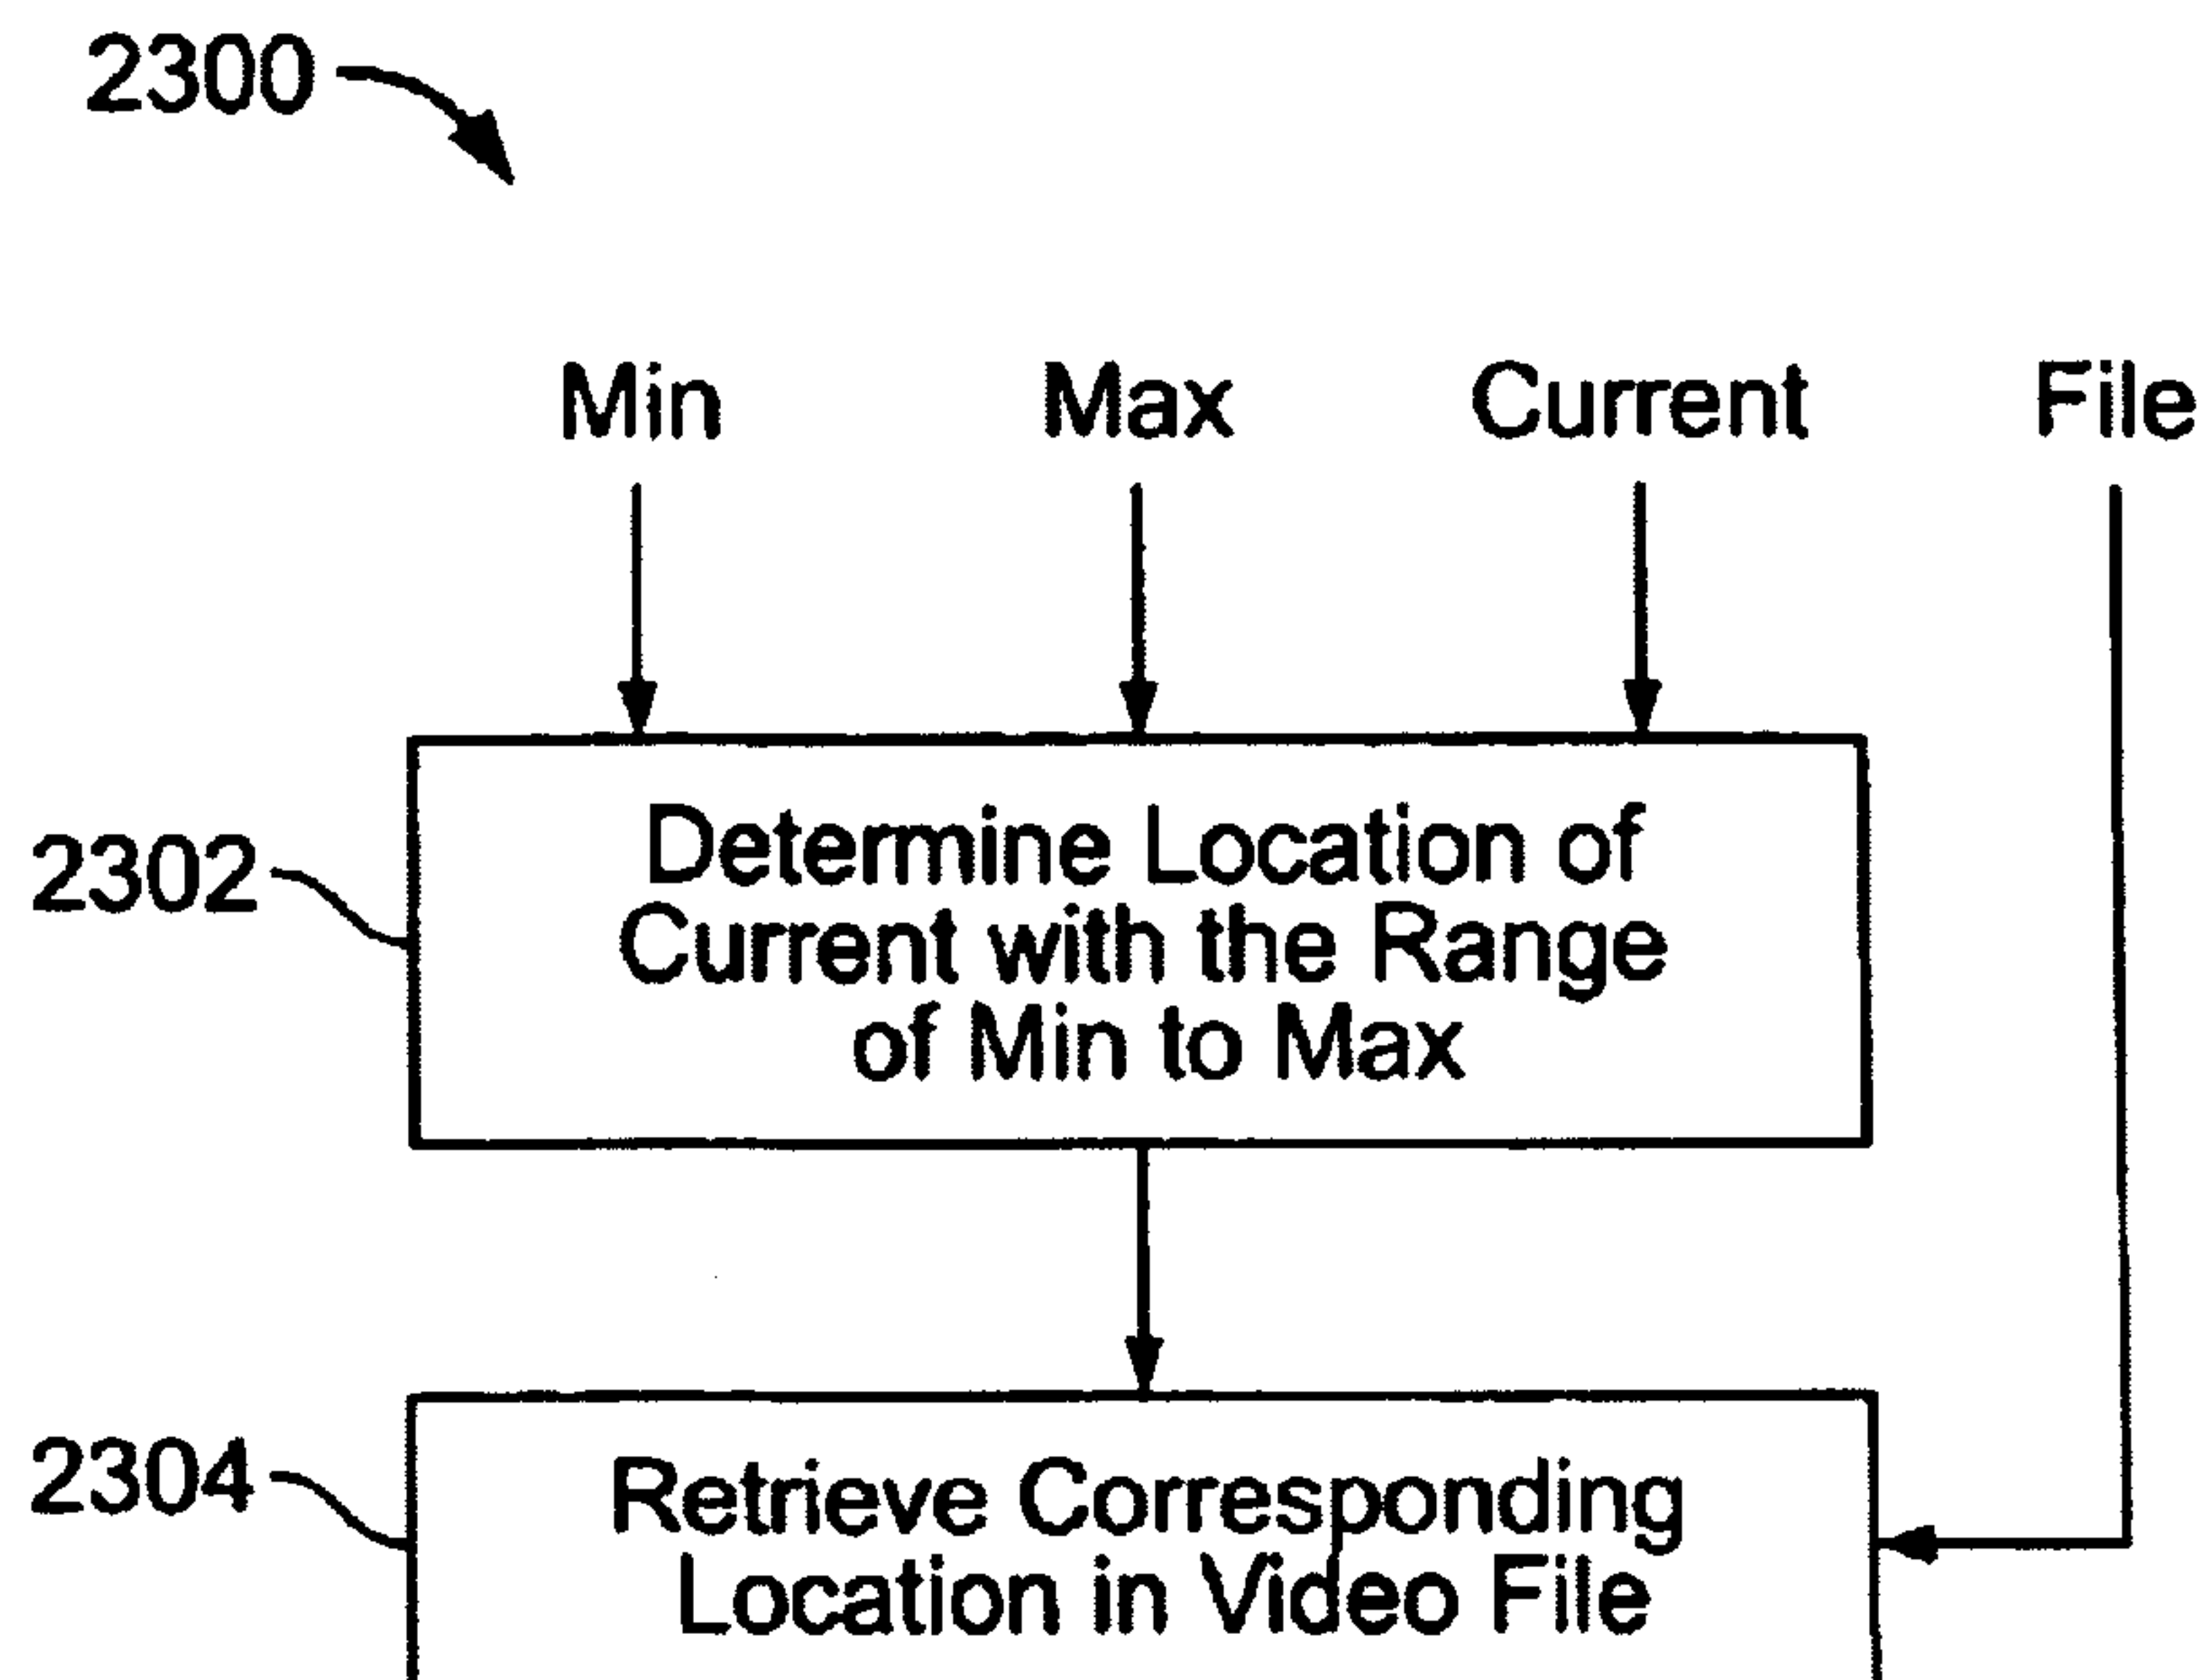 2300
Min Max Current File
2302
Determine Location of
Current with the Range
of Min to Max
2304
Retrieve Corresponding
Location in Video File